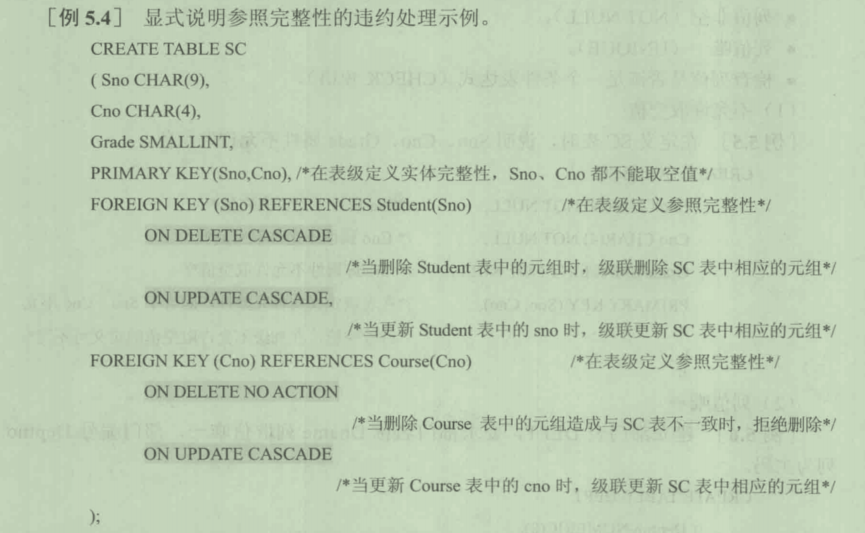 ［例 5.4］ 显式说明参照完整性的违约处理示例。
CREATE TABLE SC
( Sno CHAR(9),
Cno CHAR(4),
Grade SMALLINT,
PRIMARY KEY(Sno,Cno), /*在表级定义实体完整性，Sno、Cno 都不能取空值*/
FOREIGN KEY (Sno) REFERENCES Student(Sno) /*在表级定义参照完整性*/
ON DELETE CASCADE
/*当删除 Student 表中的元组时，级联删除 SC 表中相应的元组*/
ON UPDATE CASCADE,
/*当更新 Student 表中的 sno 时，级联更新 SC 表中相应的元组*/
FOREIGN KEY (Cno) REFERENCES Course(Cno) /*在表级定义参照完整性*/
ON DELETE NO ACTION
/*当删除 Course 表中的元组造成与 SC 表不一致时，拒绝删除*/
ON UPDATE CASCADE
/*当更新 Course 表中的 cno 时，级联更新 SC 表中相应的元组*/
);